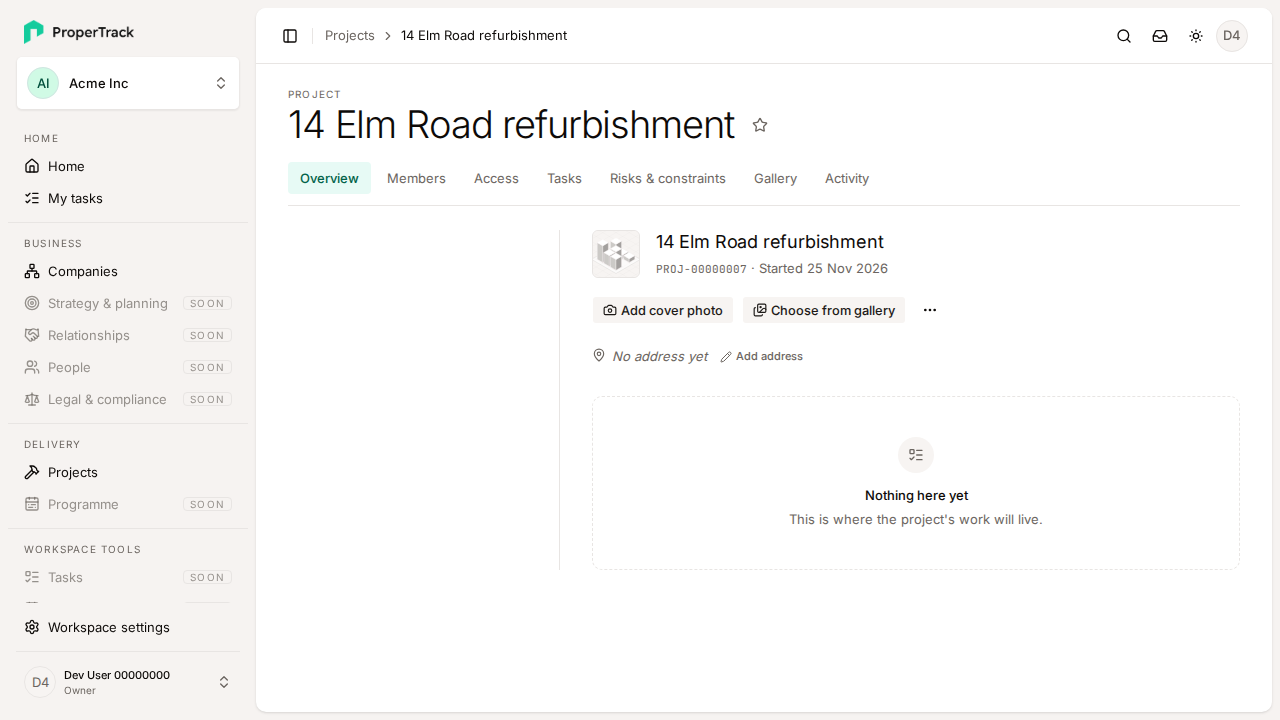 ProperTrack
AI
Acme Inc
HOME
Home
My tasks
BUSINESS
Companies
Strategy & planning SOON
Relationships SOON
People SOON
Legal & compliance SOON
DELIVERY
Projects
Programme SOON
WORKSPACE TOOLS
Tasks SOON
Workspace settings
D4
Dev User 00000000
Owner
Projects
14 Elm Road refurbishment
D4
PROJECT
14 Elm Road refurbishment
Overview
Members
Access
Tasks
Risks & constraints
Gallery
Activity
14 Elm Road refurbishment
PROJ-00000007 · Started 25 Nov 2026
Add cover photo
Choose from gallery
No address yet
Add address
Nothing here yet
This is where the project's work will live.